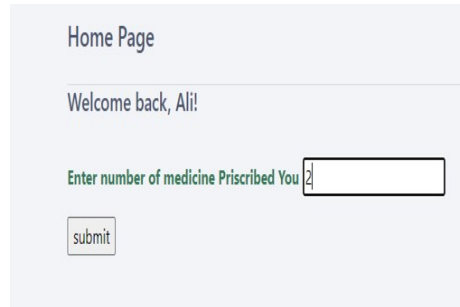 Home Page
Welcome back, Ali!
Enter number of medicine Priscribed You 2
submit